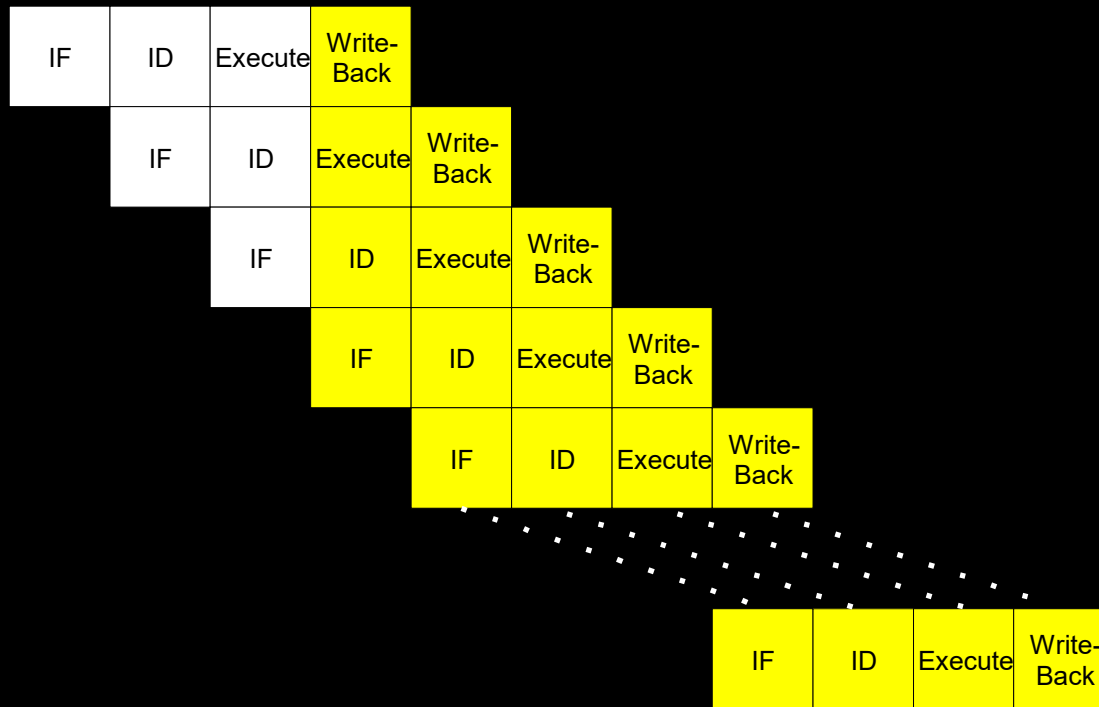 IF ID Execute Write-
Back
IF ID Execute Write-
Back
IF ID Execute Write-
Back
IF ID Execute Write-
Back
IF ID Execute Write-
Back
IF ID Execute Write-
Back